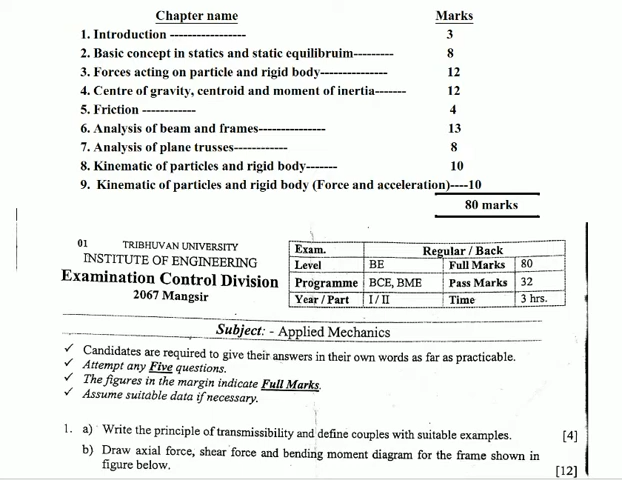 Chapter name Marks
1. Introduction ----------------- 3
2. Basic concept in statics and static equilibruim--------- 8
3. Forces acting on particle and rigid body--------------- 12
4. Centre of gravity, centroid and moment of inertia------- 12
5. Friction ------------ 4
6. Analysis of beam and frames--------------- 13
7. Analysis of plane trusses------------ 8
8. Kinematic of particles and rigid body------- 10
9. Kinematic of particles and rigid body (Force and acceleration)----10
80 marks
01 TRIBHUVAN UNIVERSITY
INSTITUTE OF ENGINEERING
Examination Control Division
2067 Mangsir
Exam. Regular / Back
Level BE Full Marks 80
Programme BCE, BME Pass Marks 32
Year / Part I / II Time 3 hrs.
Subject: - Applied Mechanics
✓ Candidates are required to give their answers in their own words as far as practicable.
✓ Attempt any Five questions.
✓ The figures in the margin indicate Full Marks.
✓ Assume suitable data if necessary.
1. a) Write the principle of transmissibility and define couples with suitable examples. [4]
b) Draw axial force, shear force and bending moment diagram for the frame shown in
figure below. [12]